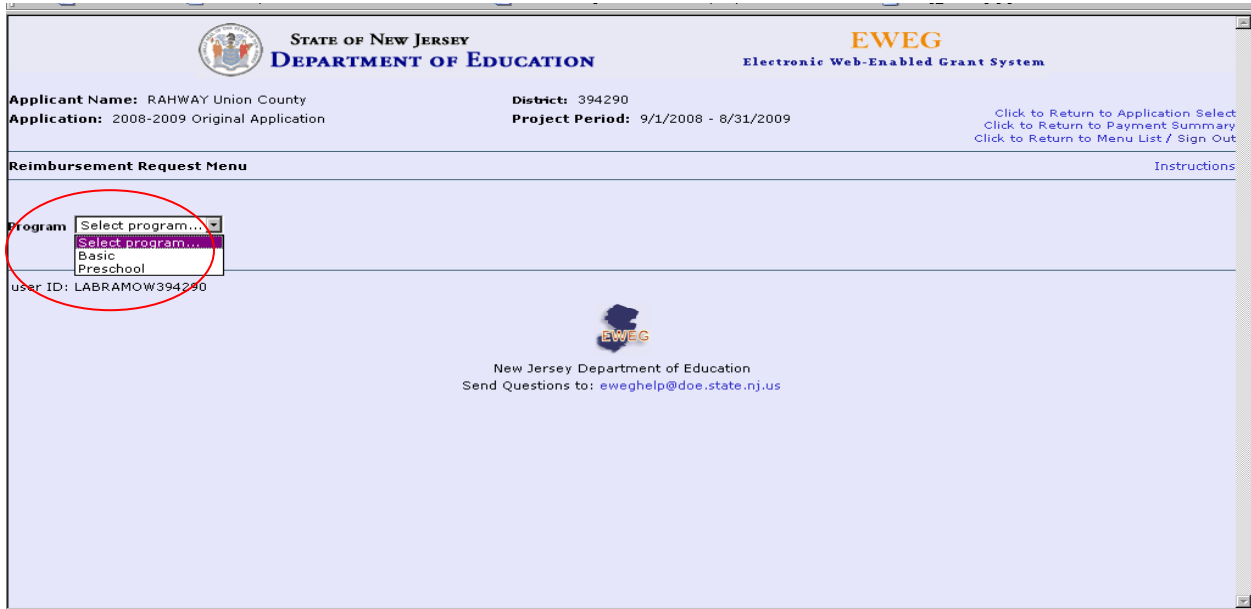 STATE OF NEW JERSEY
DEPARTMENT OF EDUCATION
EWEG
Electronic Web-Enabled Grant System
Applicant Name: RAHWAY Union County
District: 394290
Application: 2008-2009 Original Application
Project Period: 9/1/2008 - 8/31/2009
Click to Return to Application Select
Click to Return to Payment Summary
Click to Return to Menu List / Sign Out
Reimbursement Request Menu
Instructions
Program Select program...
Select program...
Basic
Preschool
user ID: LABRAMOW394290
EWEG
New Jersey Department of Education
Send Questions to: eweghelp@doe.state.nj.us